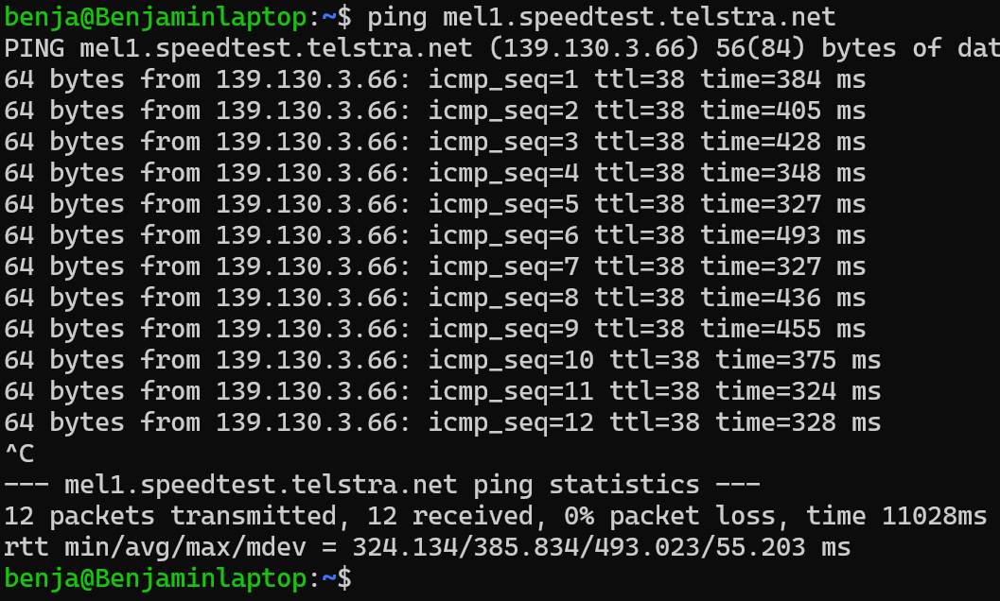 benja@Benjaminlaptop:~$ ping mel1.speedtest.telstra.net
PING mel1.speedtest.telstra.net (139.130.3.66) 56(84) bytes of dat
64 bytes from 139.130.3.66: icmp_seq=1 ttl=38 time=384 ms
64 bytes from 139.130.3.66: icmp_seq=2 ttl=38 time=405 ms
64 bytes from 139.130.3.66: icmp_seq=3 ttl=38 time=428 ms
64 bytes from 139.130.3.66: icmp_seq=4 ttl=38 time=348 ms
64 bytes from 139.130.3.66: icmp_seq=5 ttl=38 time=327 ms
64 bytes from 139.130.3.66: icmp_seq=6 ttl=38 time=493 ms
64 bytes from 139.130.3.66: icmp_seq=7 ttl=38 time=327 ms
64 bytes from 139.130.3.66: icmp_seq=8 ttl=38 time=436 ms
64 bytes from 139.130.3.66: icmp_seq=9 ttl=38 time=455 ms
64 bytes from 139.130.3.66: icmp_seq=10 ttl=38 time=375 ms
64 bytes from 139.130.3.66: icmp_seq=11 ttl=38 time=324 ms
64 bytes from 139.130.3.66: icmp_seq=12 ttl=38 time=328 ms
^C
--- mel1.speedtest.telstra.net ping statistics ---
12 packets transmitted, 12 received, 0% packet loss, time 11028ms
rtt min/avg/max/mdev = 324.134/385.834/493.023/55.203 ms
benja@Benjaminlaptop:~$